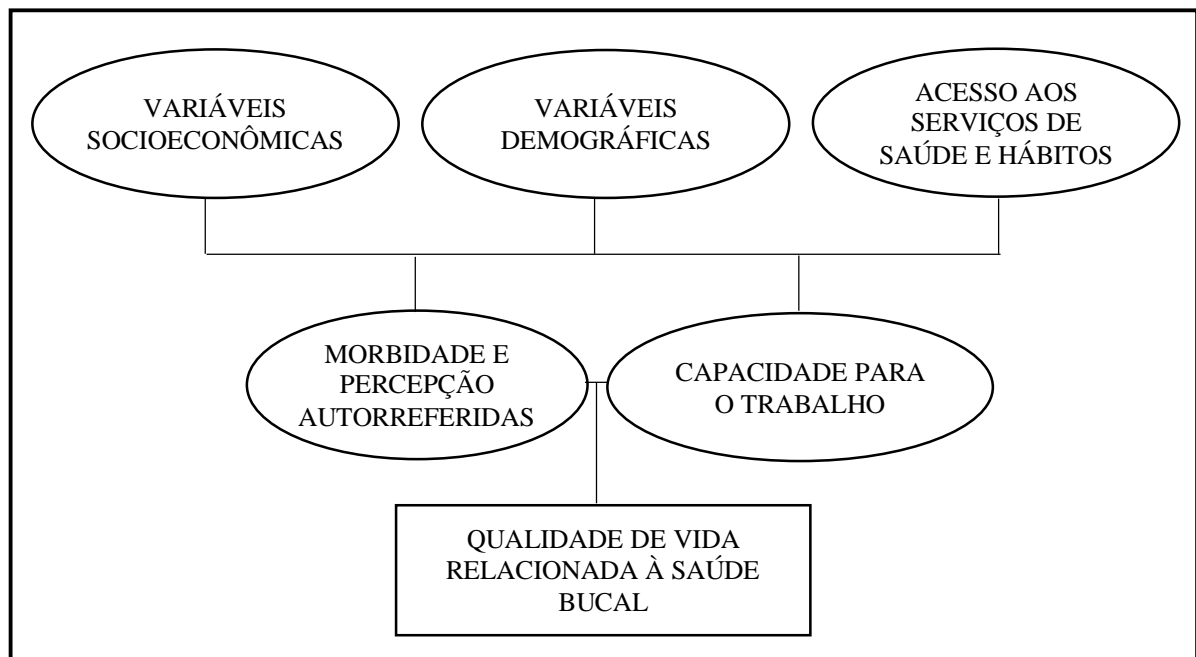 VARIÁVEIS
SOCIOECONÔMICAS
VARIÁVEIS
DEMOGRÁFICAS
ACESSO AOS
SERVIÇOS DE
SAÚDE E HÁBITOS
MORBIDADE E
PERCEPÇÃO
AUTORREFERIDAS
CAPACIDADE PARA
O TRABALHO
QUALIDADE DE VIDA
RELACIONADA À SAÚDE
BUCAL